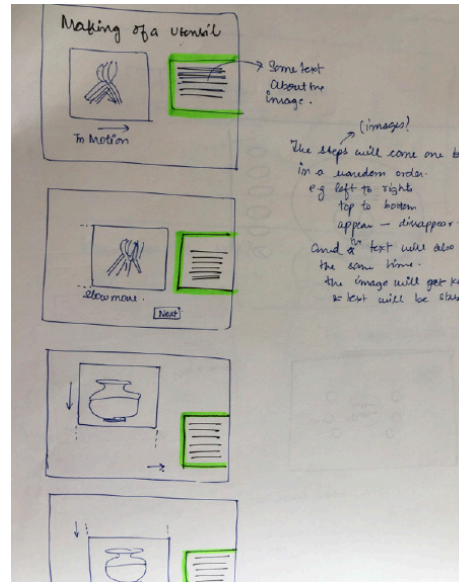 Making of a utensil
Some text
about the
image.
In Motion
(images)
The steps will come one b
in a random order.
e.g left to right
top to bottom
appear — disappear
and text will also
the same time.
the image will get
text will be
Slow move.
Next